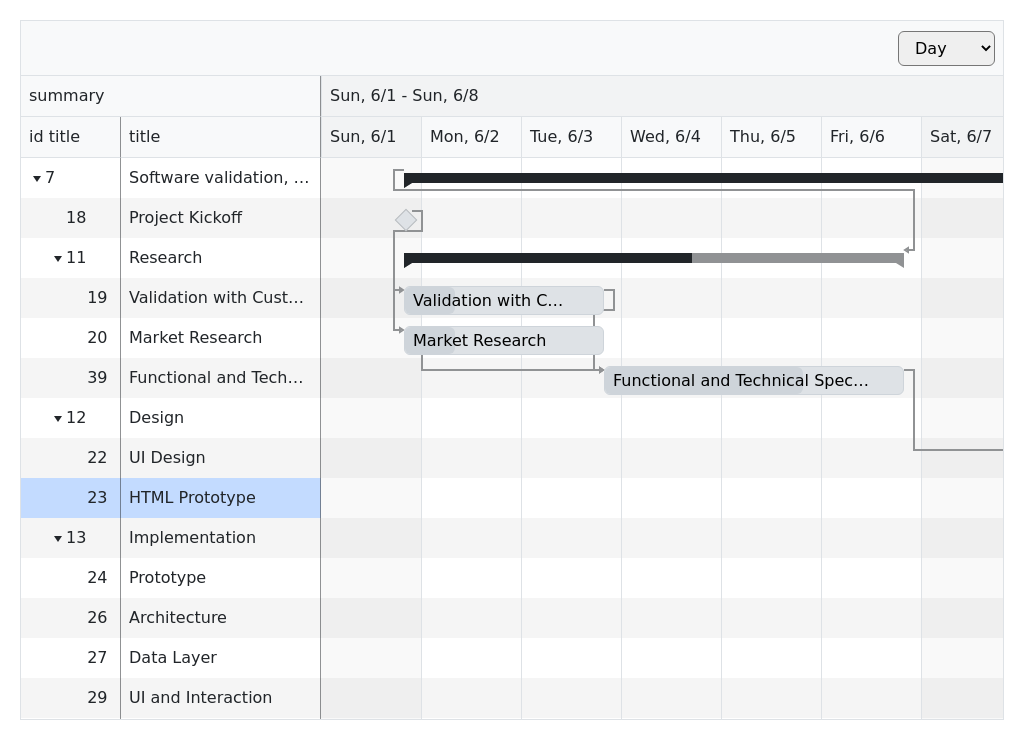 Day
summary
Sun, 6/1 - Sun, 6/8
id title title Sun, 6/1 Mon, 6/2 Tue, 6/3 Wed, 6/4 Thu, 6/5 Fri, 6/6 Sat, 6/7
7 Software validation, ...
18 Project Kickoff
11 Research
19 Validation with Cust... Validation with C...
20 Market Research Market Research
39 Functional and Tech... Functional and Technical Spec...
12 Design
22 UI Design
23 HTML Prototype
13 Implementation
24 Prototype
26 Architecture
27 Data Layer
29 UI and Interaction